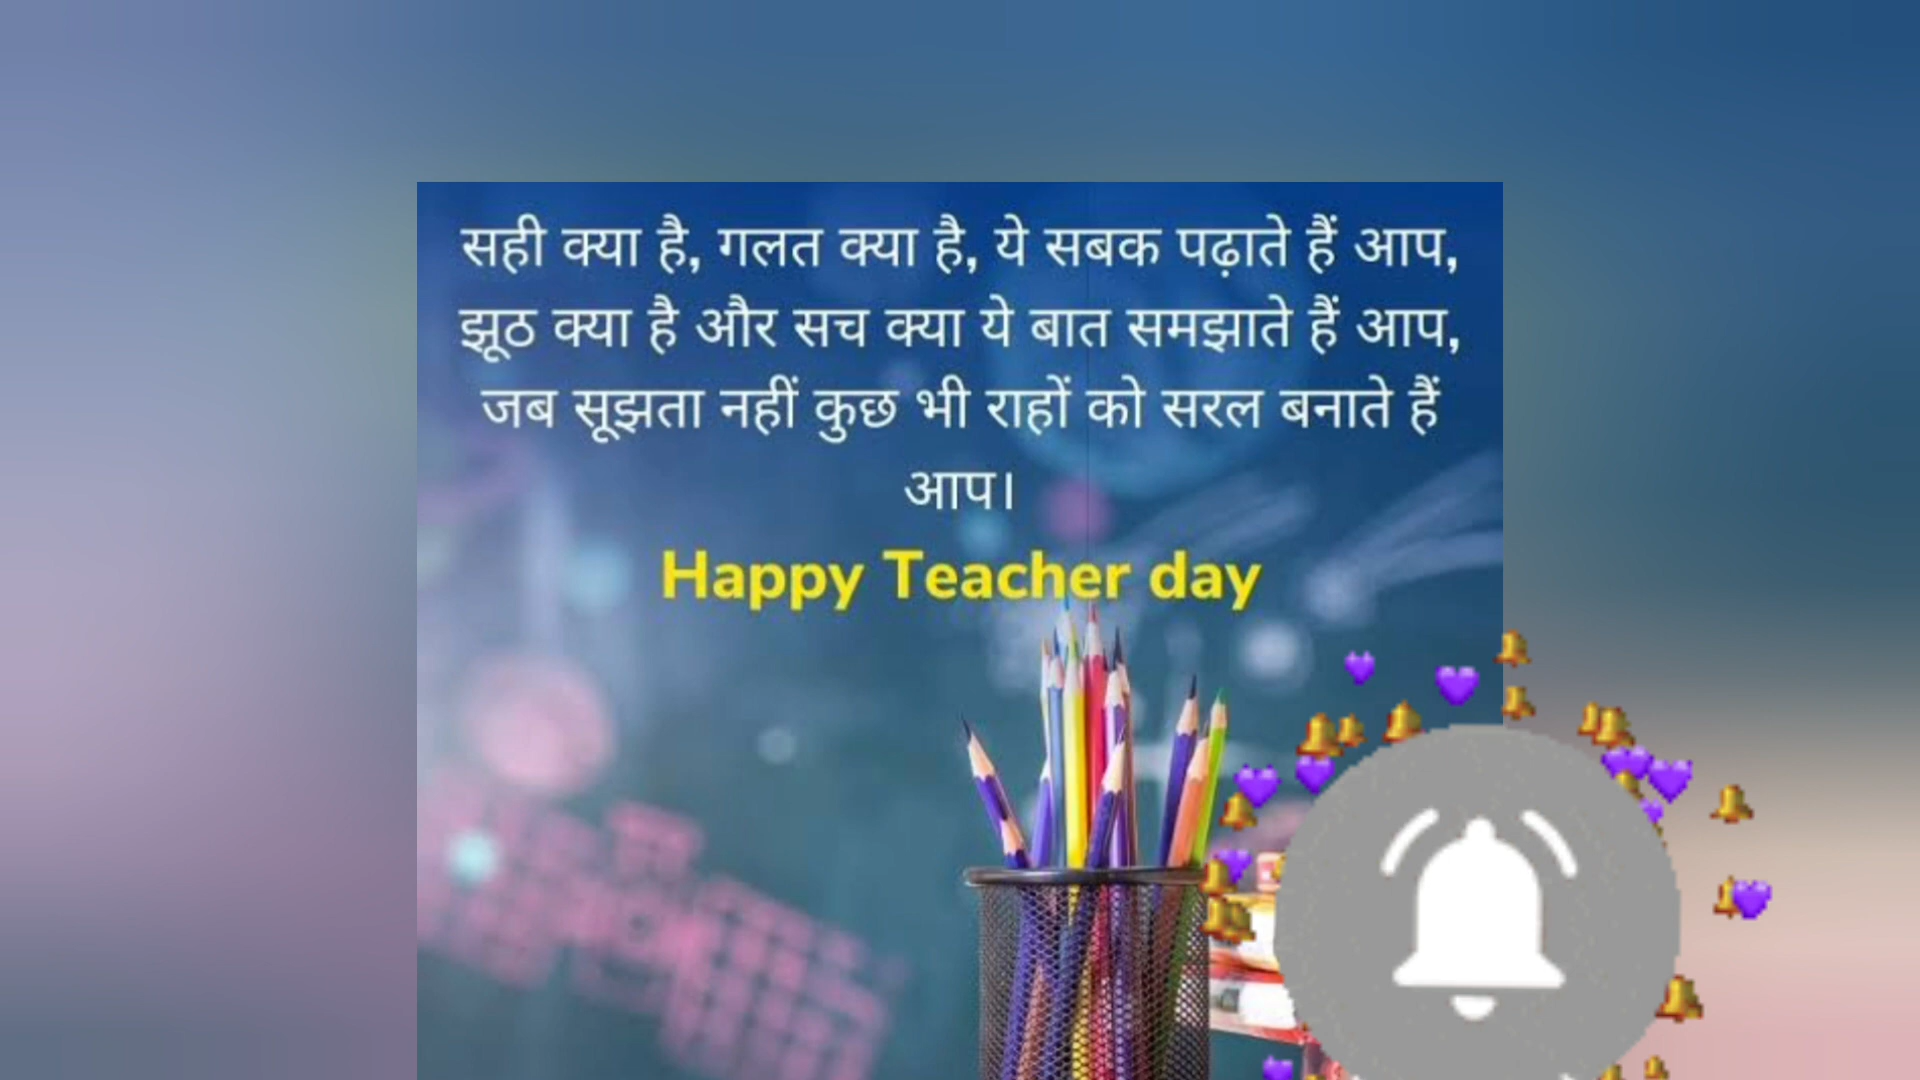 सही क्या है, गलत क्या है, ये सबक पढ़ाते हैं आप,
झूठ क्या है और सच क्या ये बात समझाते हैं आप,
जब सूझता नहीं कुछ भी राहों को सरल बनाते हैं
आप।
Happy Teacher day